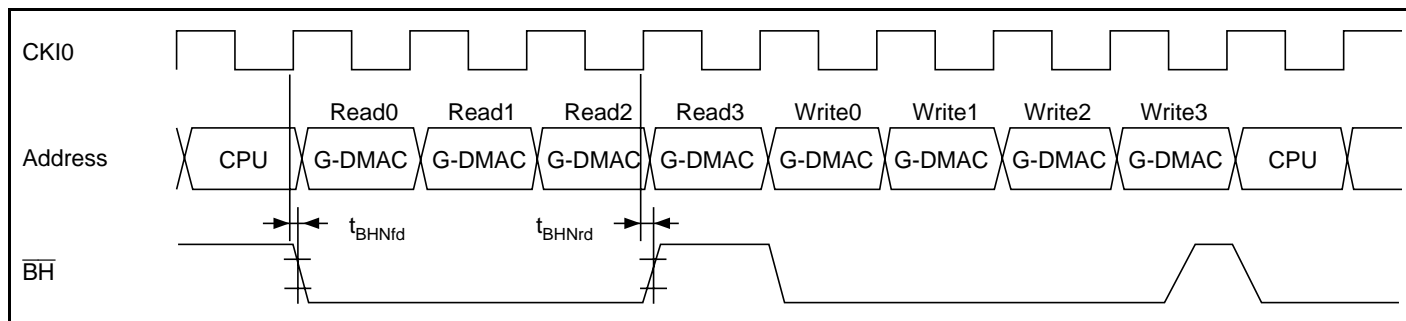 CKI0
Read0 Read1 Read2 Read3 Write0 Write1 Write2 Write3
Address CPU G-DMAC G-DMAC G-DMAC G-DMAC G-DMAC G-DMAC G-DMAC G-DMAC CPU
tBHNfd tBHNrd
BH